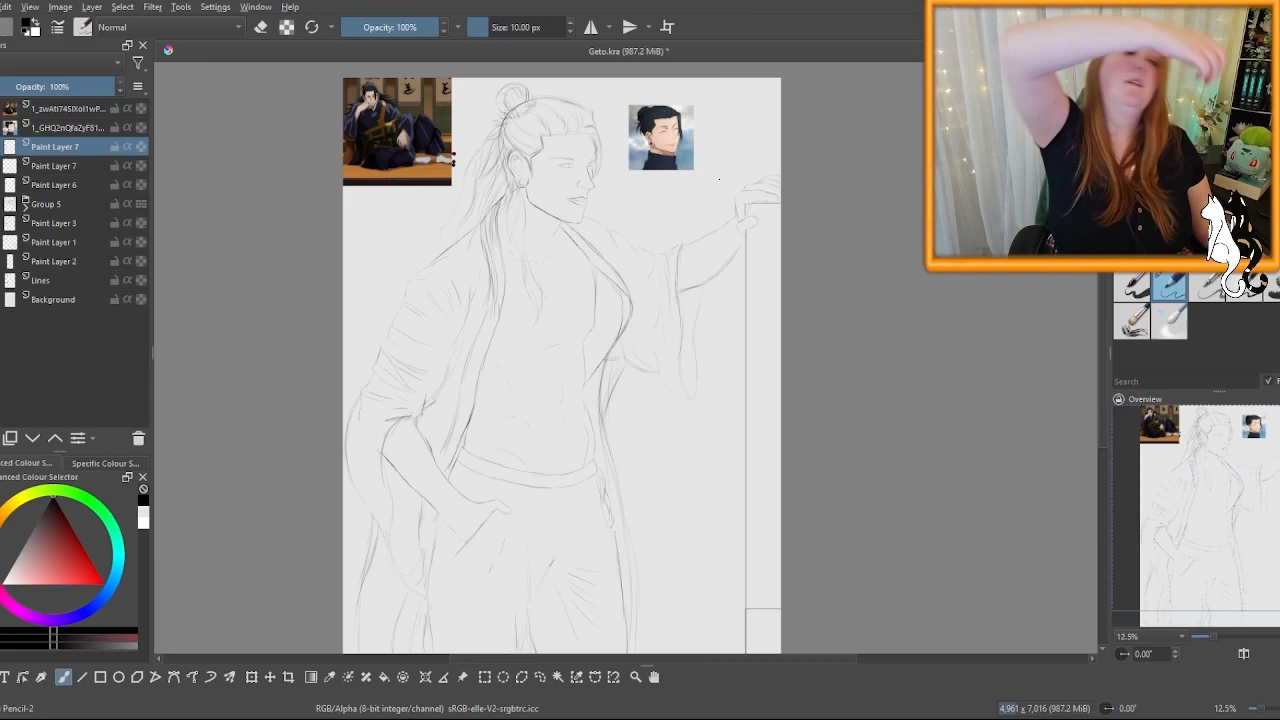 View Image Layer Select Filter Tools Settings Window Help
Normal
Opacity: 100%
Size: 10.00 px
Geto.kra (987.2 MiB) *
Opacity: 100%
Paint Layer 7
Paint Layer 7
Paint Layer 6
Group 5
Paint Layer 3
Paint Layer 1
Paint Layer 2
Lines
Background
Search
Overview
Specific Colour S...
anced Colour Selector
12.5%
0.00°
Pencil-2
RGB/Alpha (8-bit integer/channel) sRGB-elle-V2-srgbtrc.icc
4,961 x 7,016 (987.2 MiB)
0.00°
12.5%